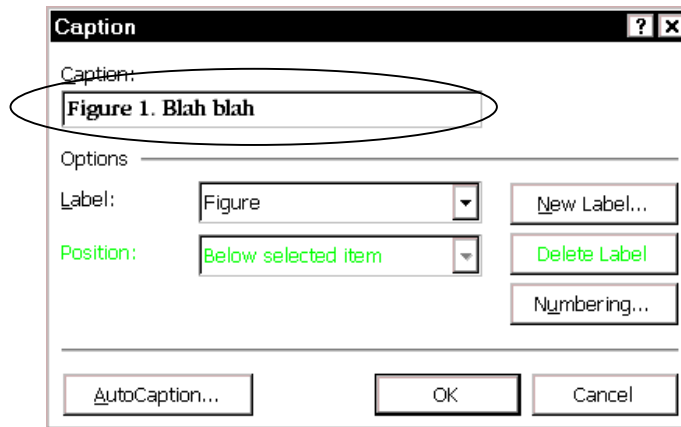 Caption ? X
Caption:
Figure 1. Blah blah
Options
Label: Figure New Label...
Position: Below selected item Delete Label
Numbering...
AutoCaption... OK Cancel